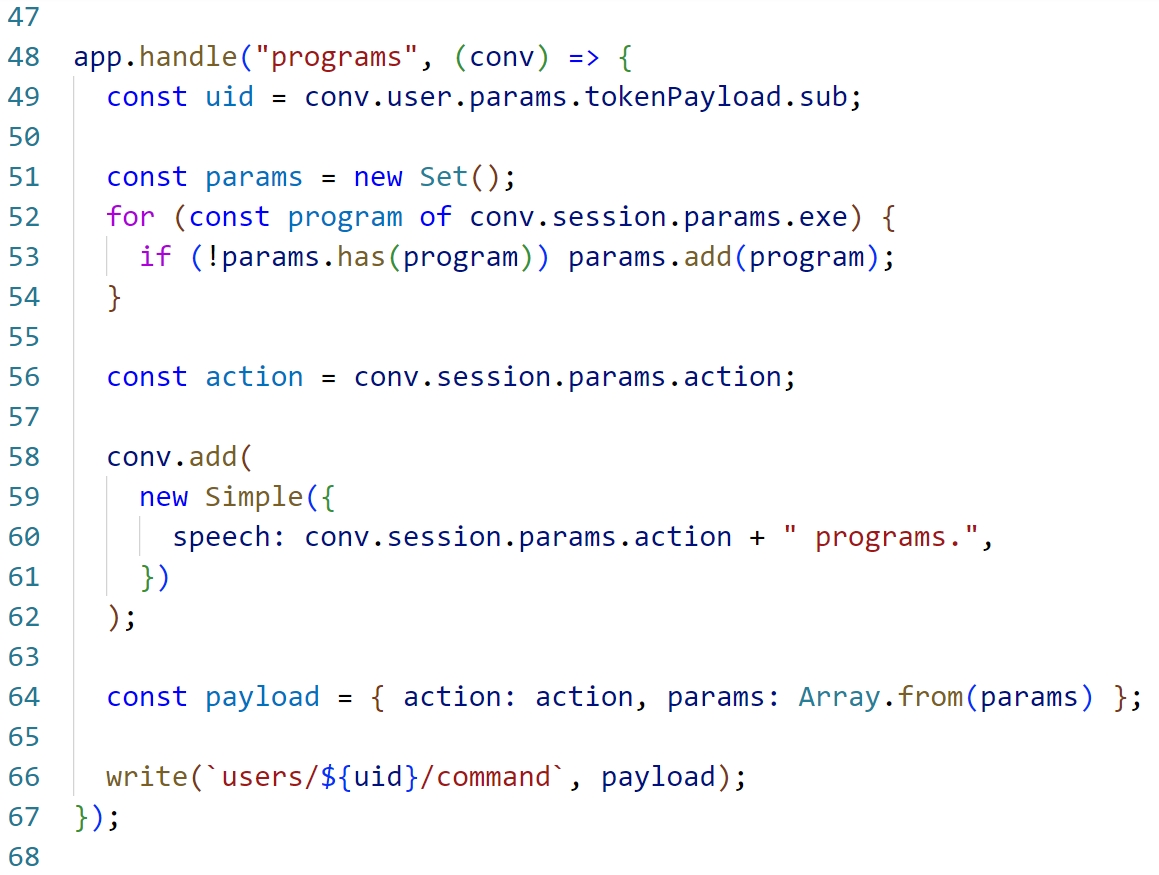 47
48 app.handle("programs", (conv) => {
49   const uid = conv.user.params.tokenPayload.sub;
50
51   const params = new Set();
52   for (const program of conv.session.params.exe) {
53     if (!params.has(program)) params.add(program);
54   }
55
56   const action = conv.session.params.action;
57
58   conv.add(
59     new Simple({
60       speech: conv.session.params.action + " programs.",
61     })
62   );
63
64   const payload = { action: action, params: Array.from(params) };
65
66   write(`users/${uid}/command`, payload);
67 });
68